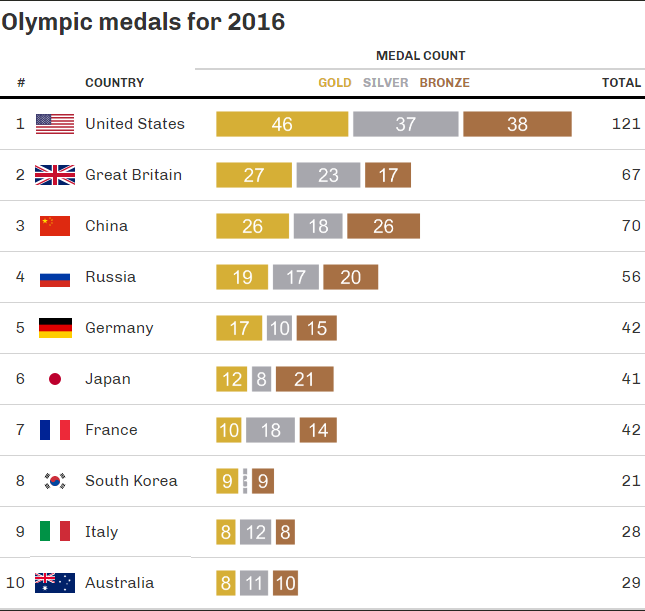 Olympic medals for 2016
MEDAL COUNT
# COUNTRY GOLD SILVER BRONZE TOTAL
1 United States 46 37 38 121
2 Great Britain 27 23 17 67
3 China 26 18 26 70
4 Russia 19 17 20 56
5 Germany 17 10 15 42
6 Japan 12 8 21 41
7 France 10 18 14 42
8 South Korea 9 9 21
9 Italy 8 12 8 28
10 Australia 8 11 10 29